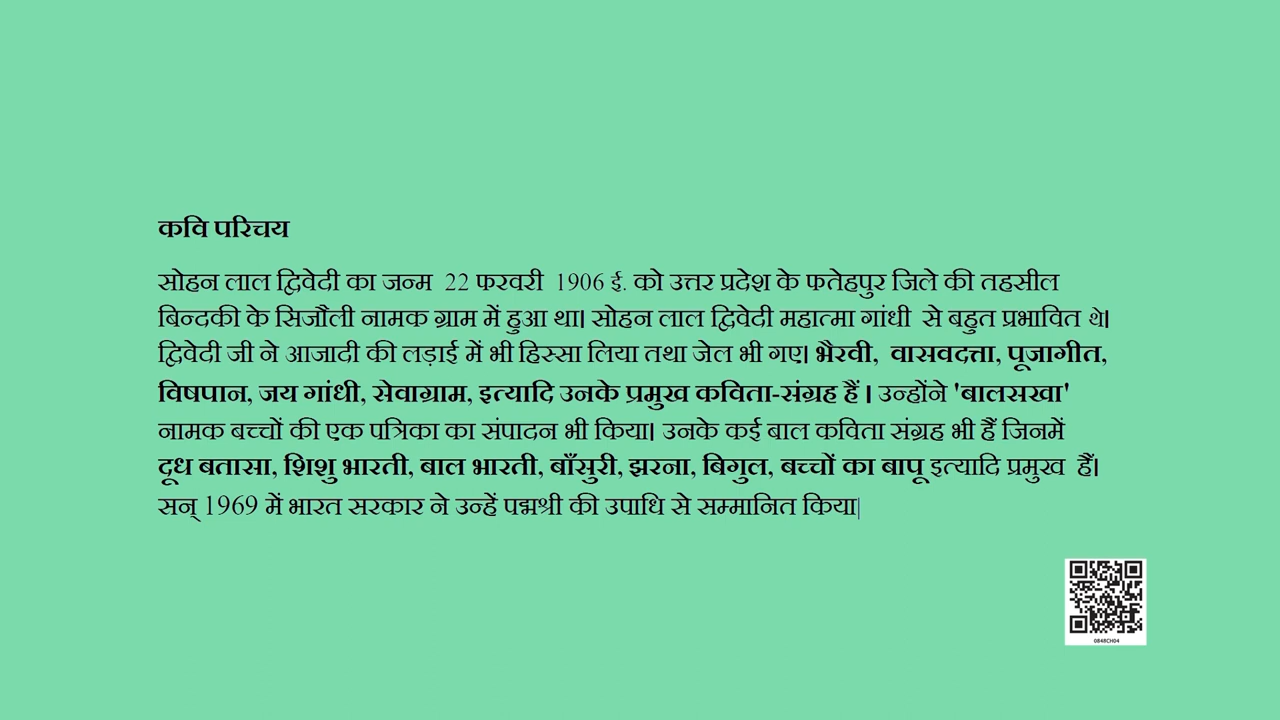 कवि परिचय
सोहन लाल द्विवेदी का जन्म 22 फरवरी 1906 ई. को उत्तर प्रदेश के फतेहपुर जिले की तहसील
बिन्दकी के सिजौली नामक ग्राम में हुआ था। सोहन लाल द्विवेदी महात्मा गांधी से बहुत प्रभावित थे।
द्विवेदी जी ने आजादी की लड़ाई में भी हिस्सा लिया तथा जेल भी गए। भैरवी, वासवदत्ता, पूजागीत,
विषपान, जय गांधी, सेवाग्राम, इत्यादि उनके प्रमुख कविता-संग्रह हैं । उन्होंने 'बालसखा'
नामक बच्चों की एक पत्रिका का संपादन भी किया। उनके कई बाल कविता संग्रह भी हैं जिनमें
दूध बतासा, शिशु भारती, बाल भारती, बाँसुरी, झरना, बिगुल, बच्चों का बापू इत्यादि प्रमुख हैं।
सन् 1969 में भारत सरकार ने उन्हें पद्मश्री की उपाधि से सम्मानित किया|
0848CH04